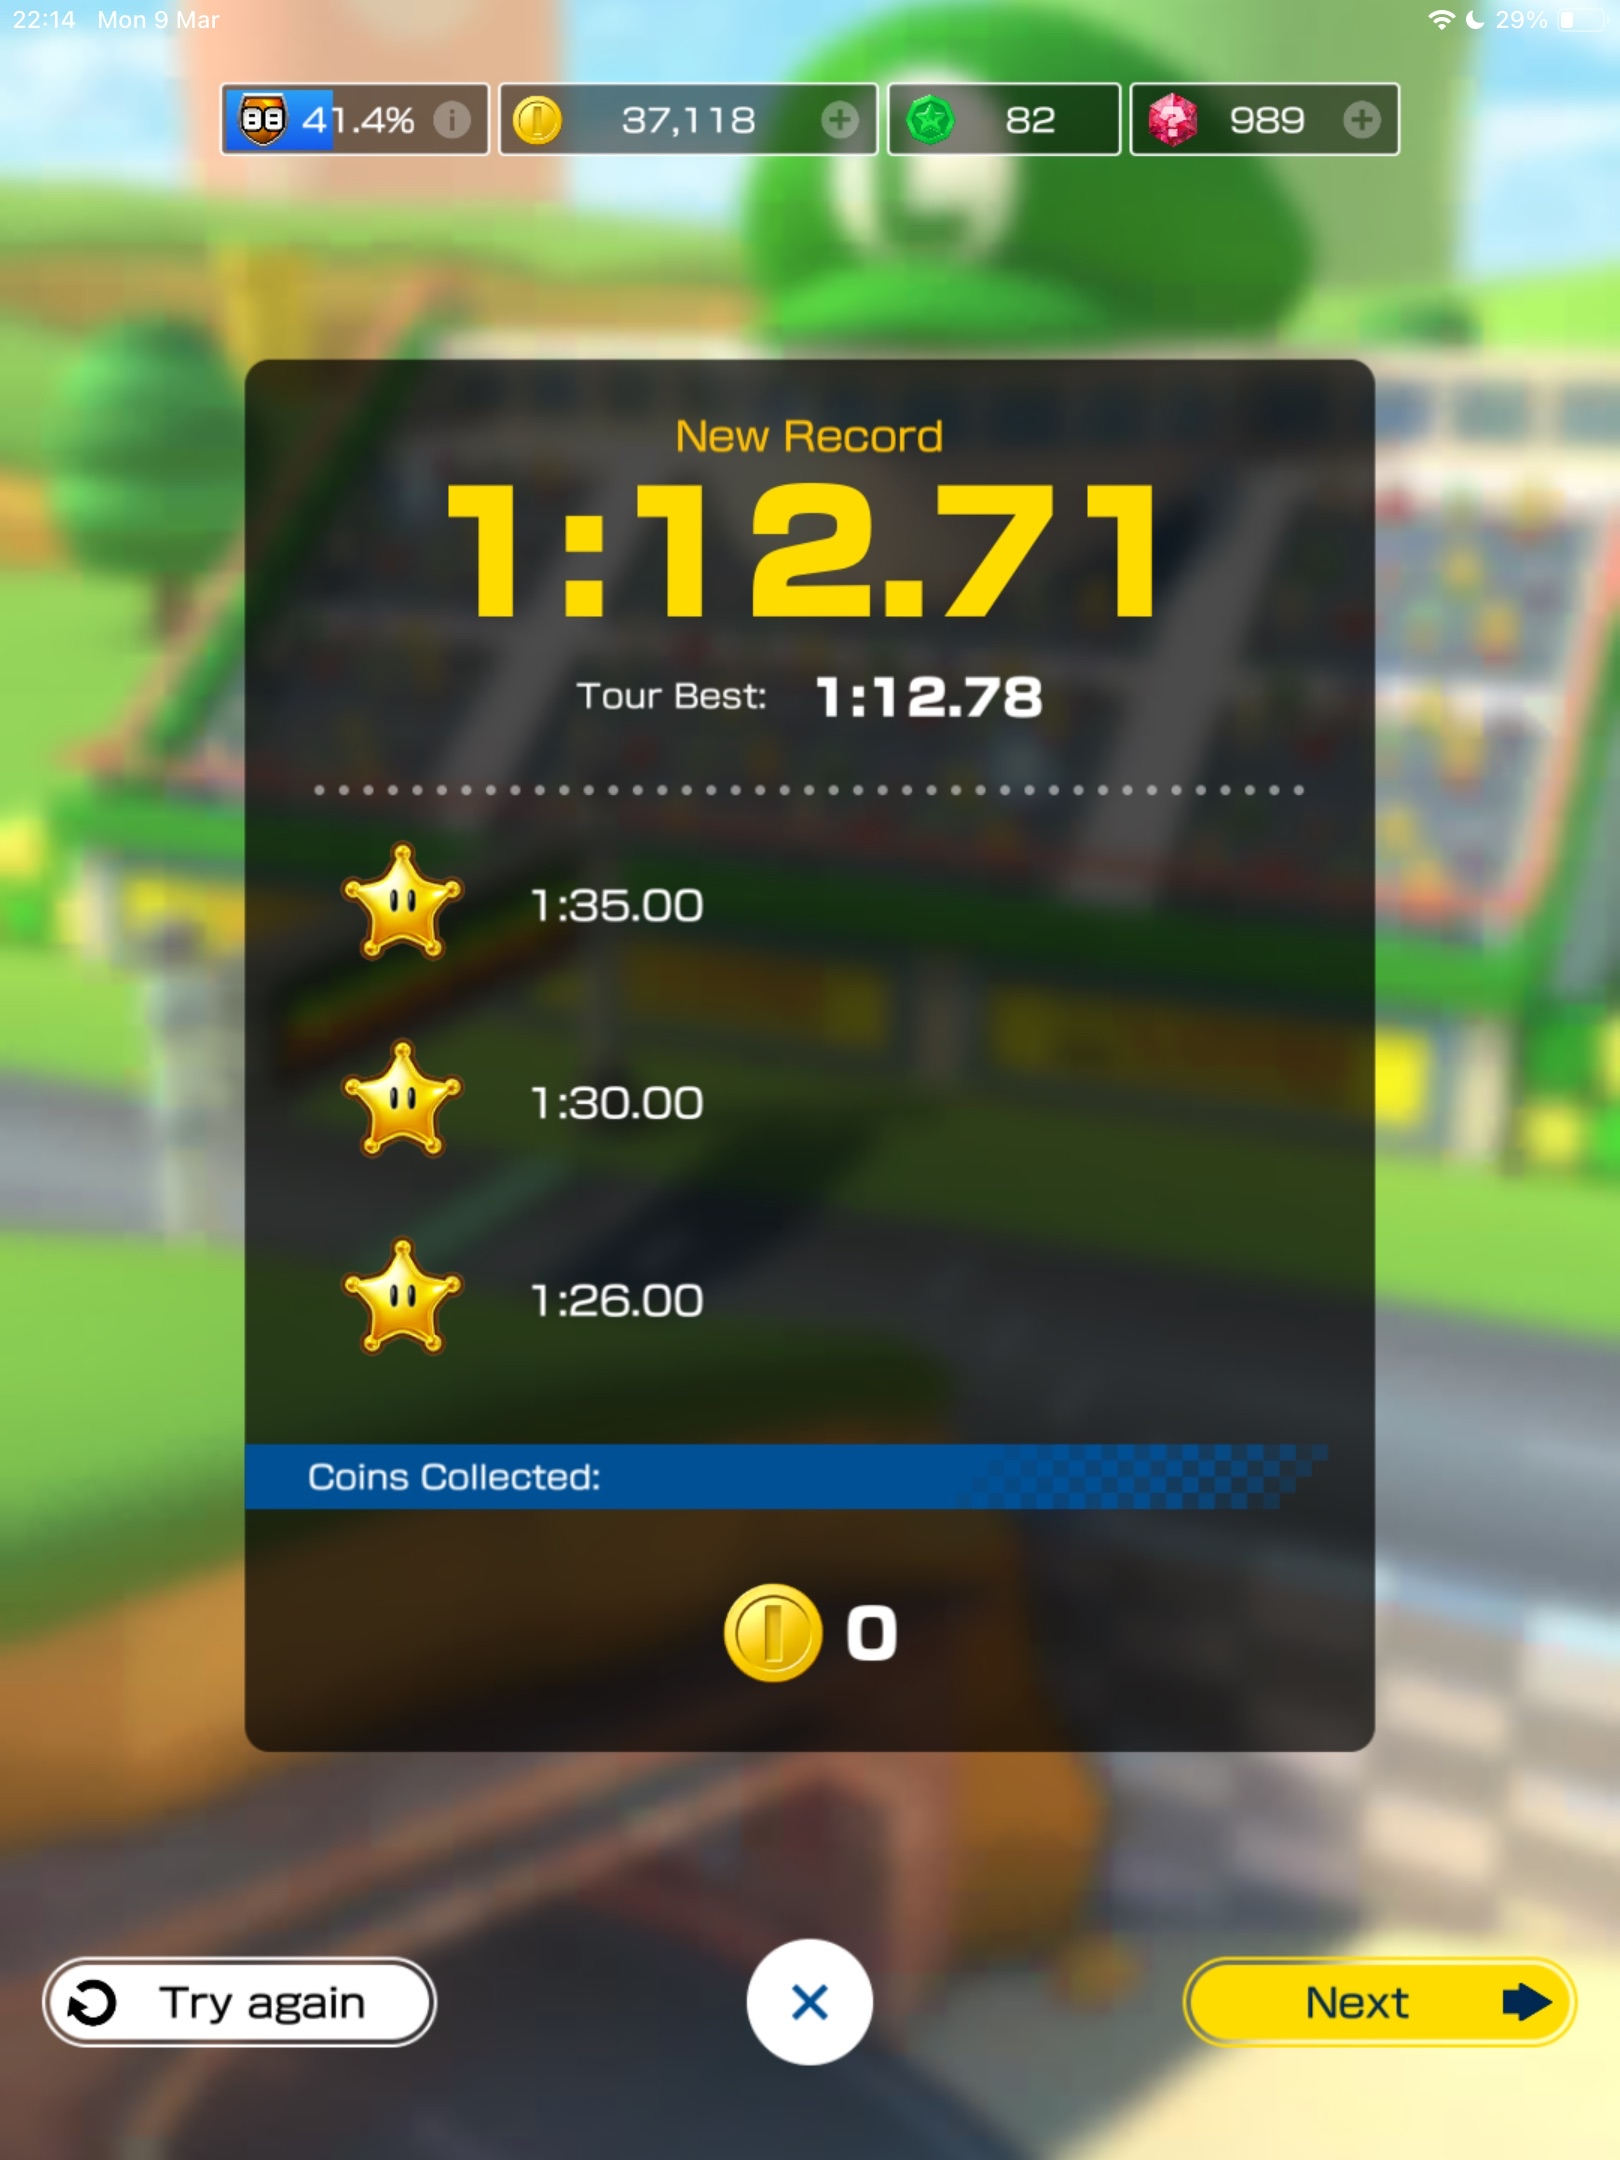 22:14 Mon 9 Mar 29%
88 41.4% i 37,118 + 82 ? 989 +
L
New Record
1:12.71
Tour Best: 1:12.78
1:35.00
1:30.00
1:26.00
Coins Collected:
0
Try again × Next